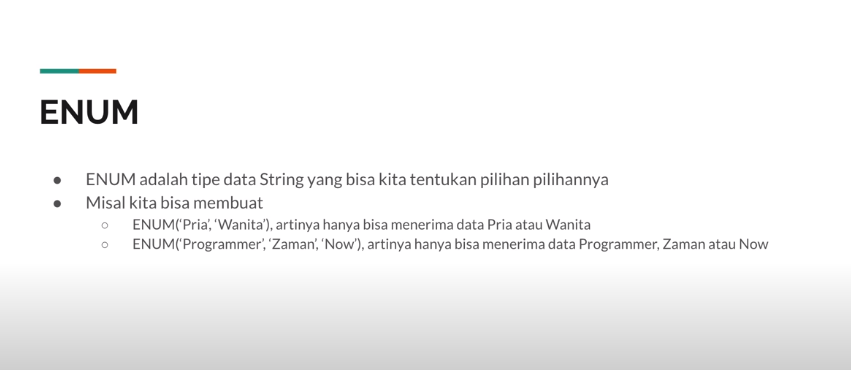 ENUM
● ENUM adalah tipe data String yang bisa kita tentukan pilihan pilihannya
● Misal kita bisa membuat
○ ENUM(‘Pria’, ‘Wanita’), artinya hanya bisa menerima data Pria atau Wanita
○ ENUM(‘Programmer’, ‘Zaman’, ‘Now’), artinya hanya bisa menerima data Programmer, Zaman atau Now